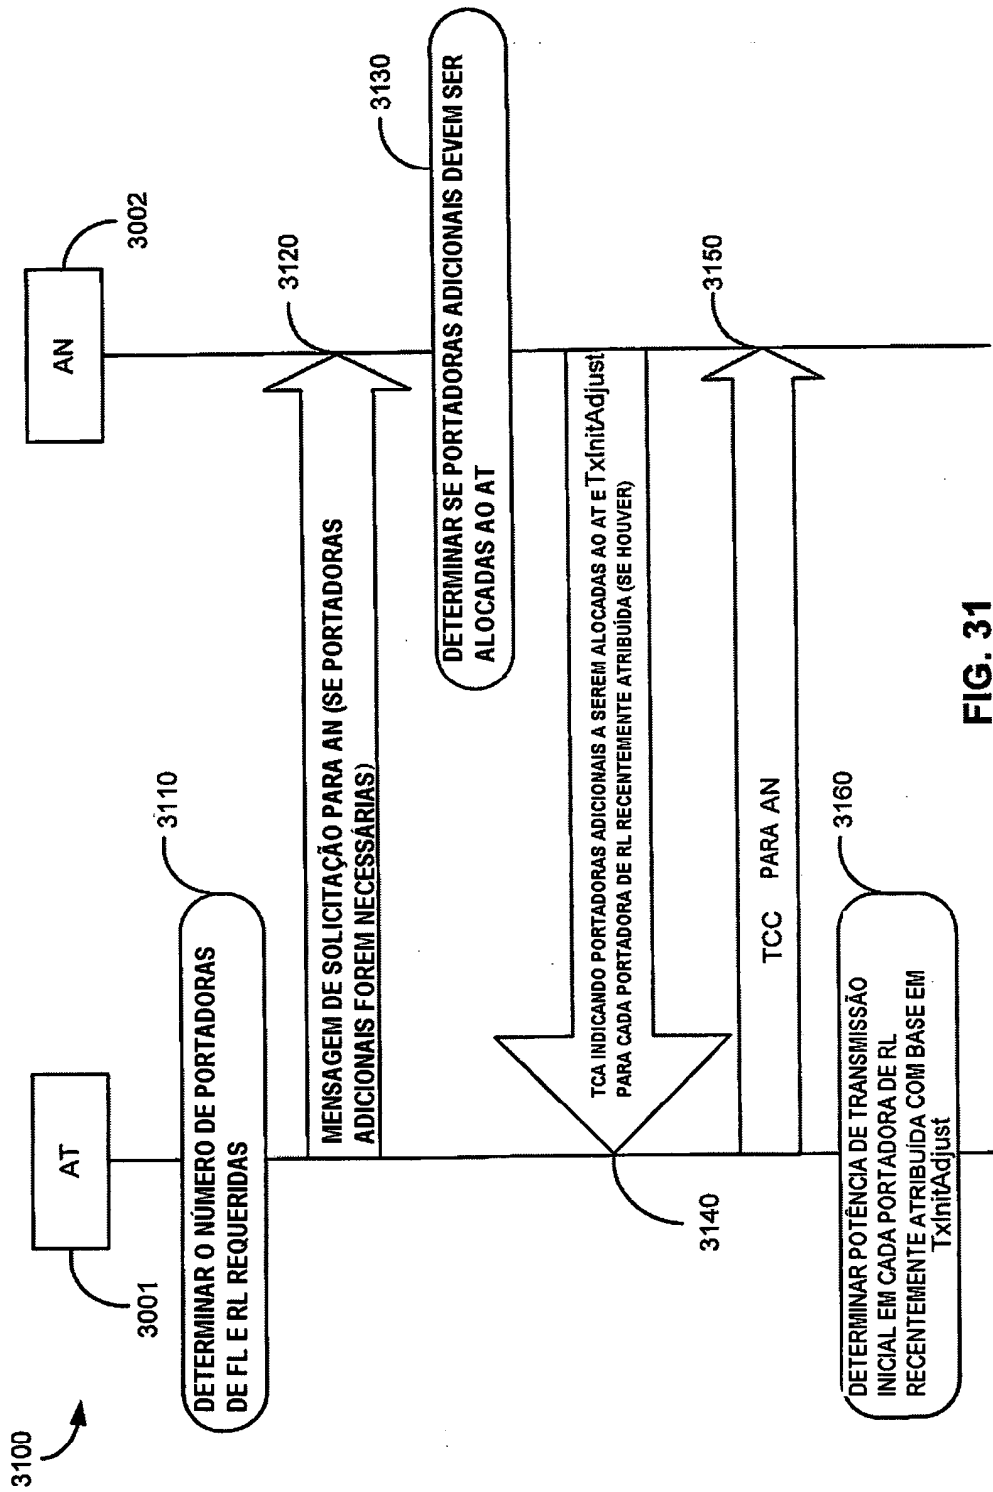 3100
AT
3001
AN
3002
3110
DETERMINAR O NÚMERO DE PORTADORAS
DE FL E RL REQUERIDAS
3120
MENSAGEM DE SOLICITAÇÃO PARA AN (SE PORTADORAS
ADICIONAIS FOREM NECESSÁRIAS)
3130
DETERMINAR SE PORTADORAS ADICIONAIS DEVEM SER
ALOCADAS AO AT
TCA INDICANDO PORTADORAS ADICIONAIS A SEREM ALOCADAS AO AT E TxInitAdjust
PARA CADA PORTADORA DE RL RECENTEMENTE ATRIBUÍDA (SE HOUVER)
3140
3150
TCC PARA AN
3160
DETERMINAR POTÊNCIA DE TRANSMISSÃO
INICIAL EM CADA PORTADORA DE RL
RECENTEMENTE ATRIBUÍDA COM BASE EM
TxInitAdjust
FIG. 31